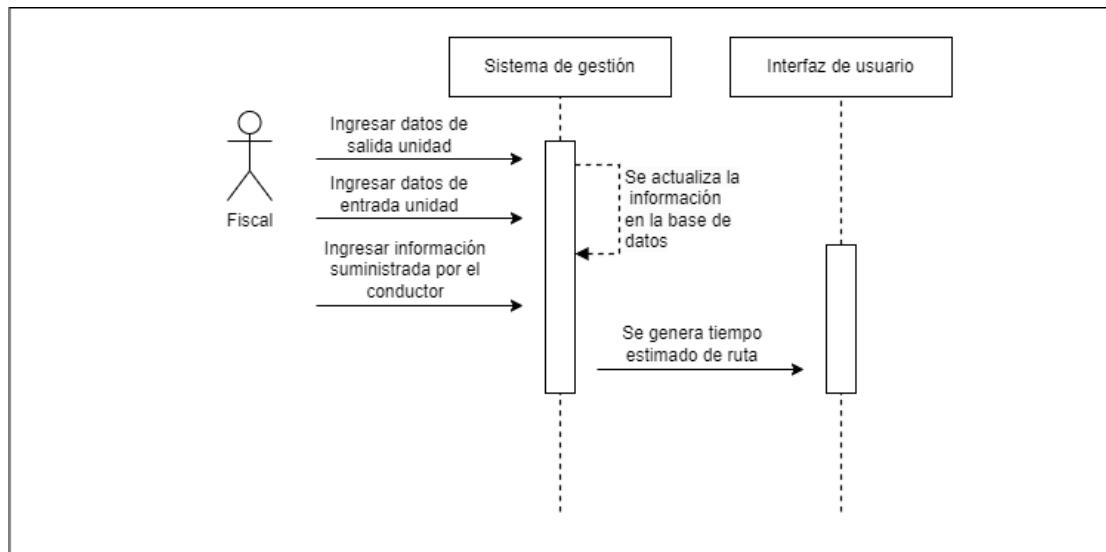 Sistema de gestión
Interfaz de usuario
Ingresar datos de
salida unidad
Ingresar datos de
entrada unidad
Fiscal
Se actualiza la
información
en la base de
datos
Ingresar información
suministrada por el
conductor
Se genera tiempo
estimado de ruta